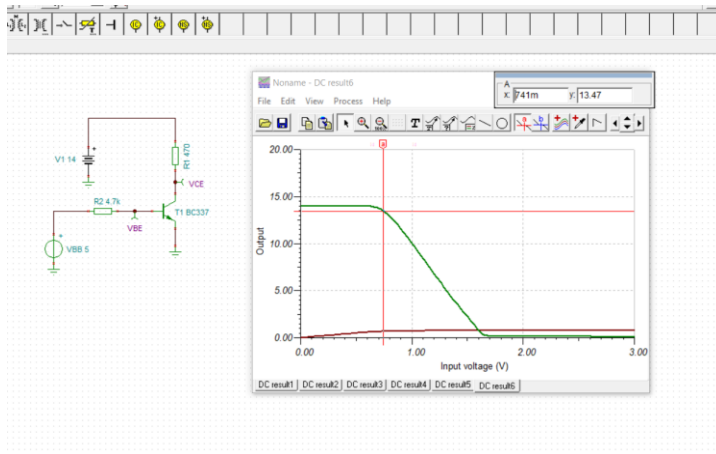 Noname - DC result6
A
x: 741m y: 13.47
File Edit View Process Help
20.00
15.00
10.00
5.00
0.00
Output
a
0.00 1.00 2.00 3.00
Input voltage (V)
DC result1 DC result2 DC result3 DC result4 DC result5 DC result6
V1 14
R1 470
VCE
R2 4.7k
T1 BC337
VBE
VBB 5